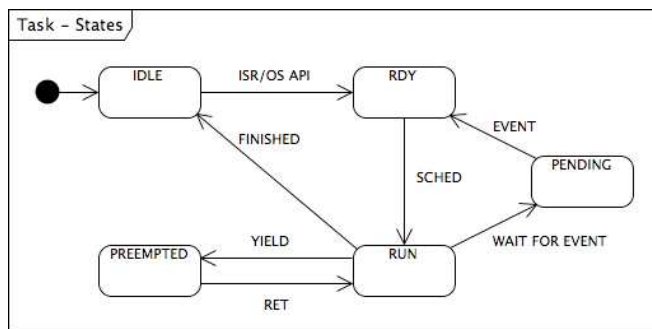 Task - States
IDLE
ISR/OS API
RDY
FINISHED
EVENT
SCHED
PENDING
PREEMPTED
YIELD
RUN
WAIT FOR EVENT
RET